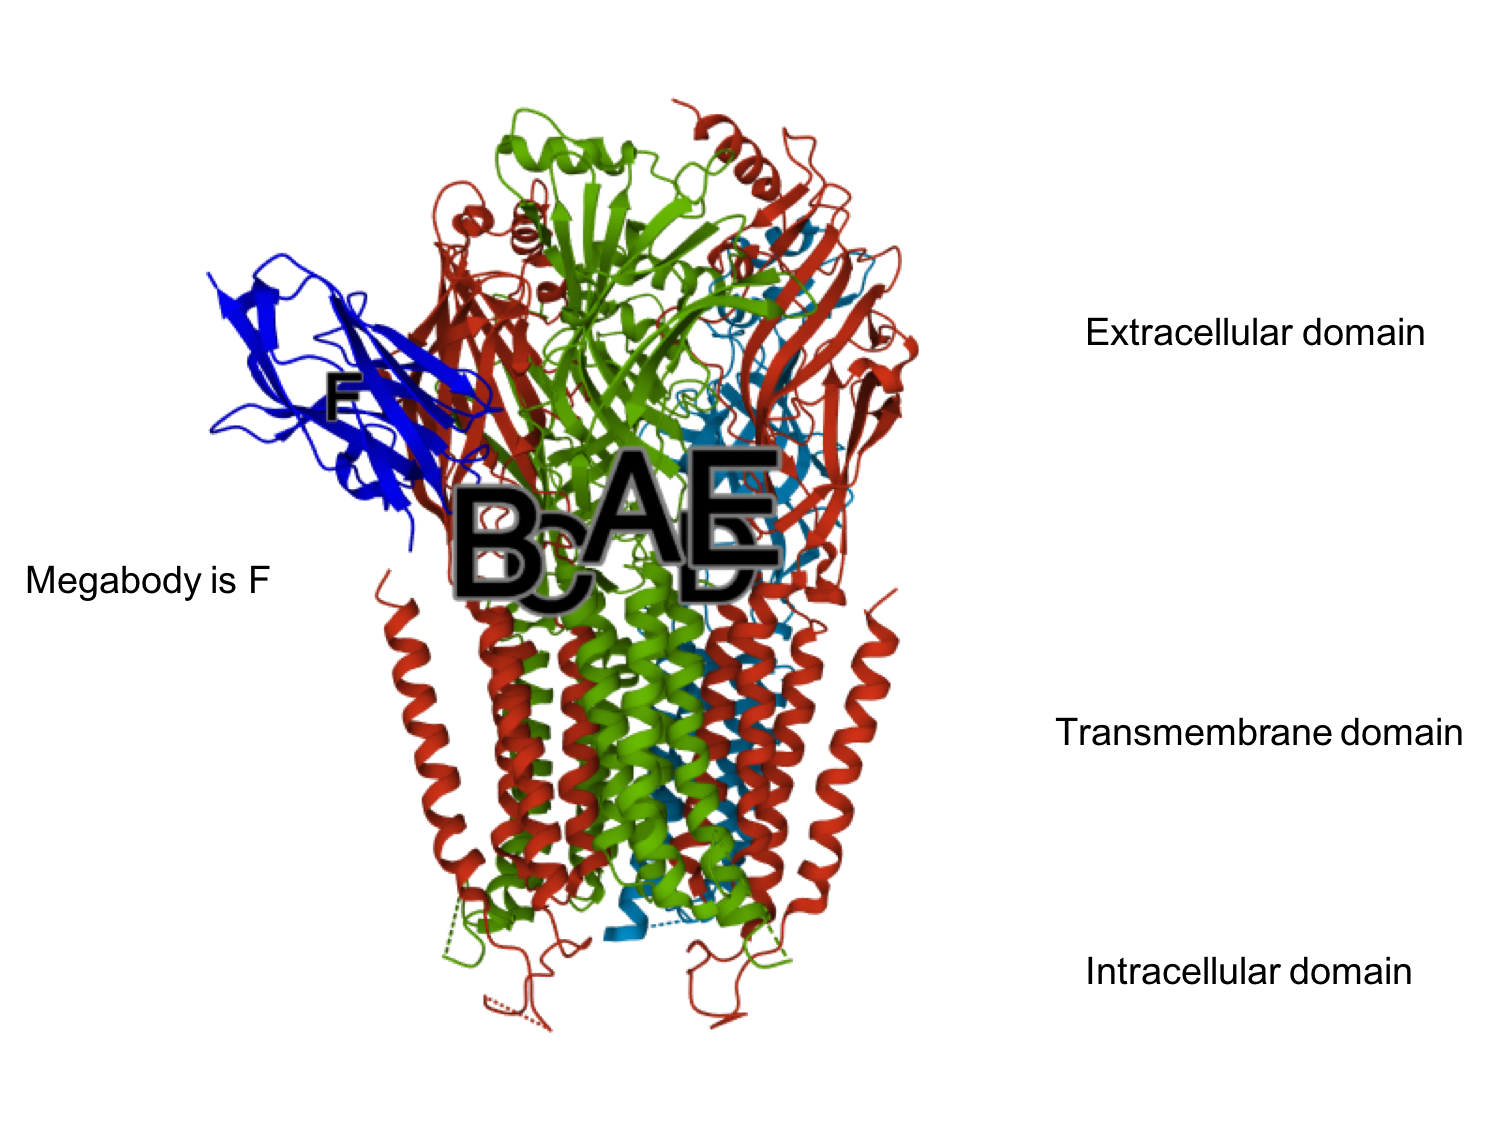 Extracellular domain
F
A E
B C D
Megabody is F
Transmembrane domain
Intracellular domain